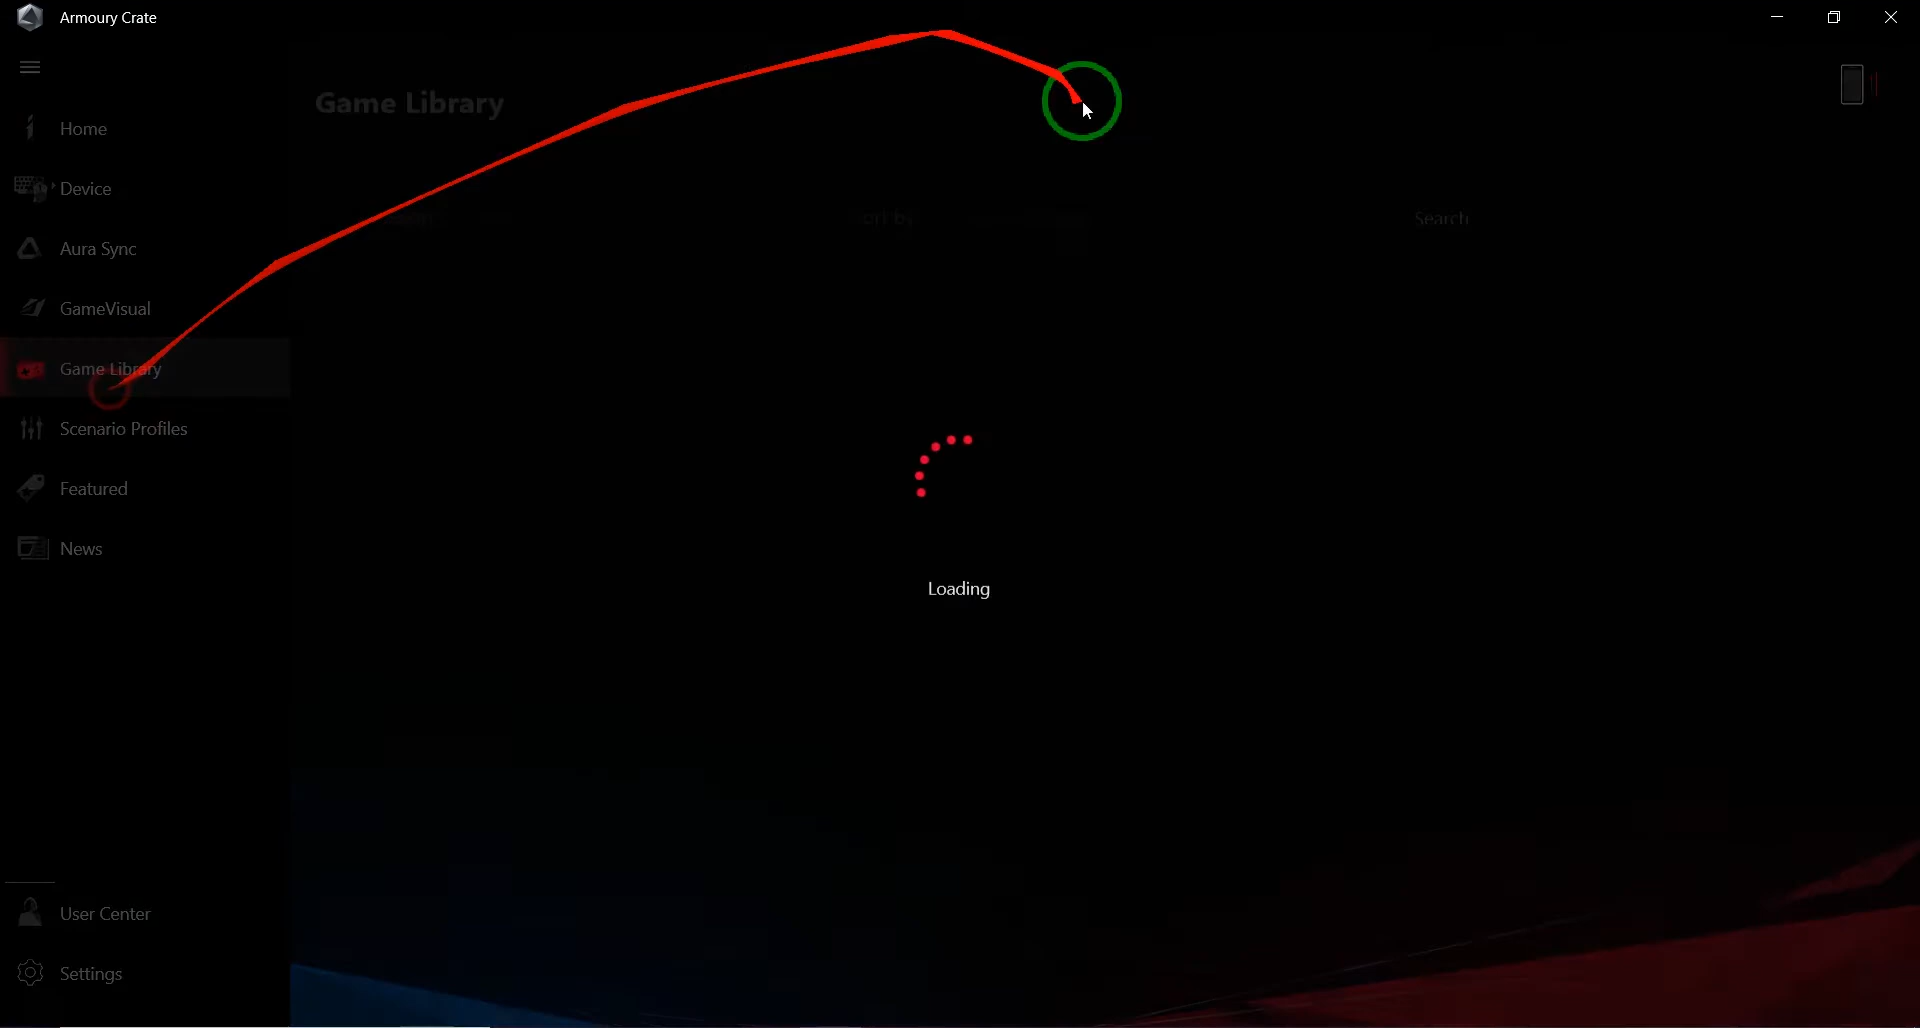 Armoury Crate
Game Library
Home
Device
Search
Aura Sync
GameVisual
Game Library
Scenario Profiles
Featured
News
Loading
User Center
Settings